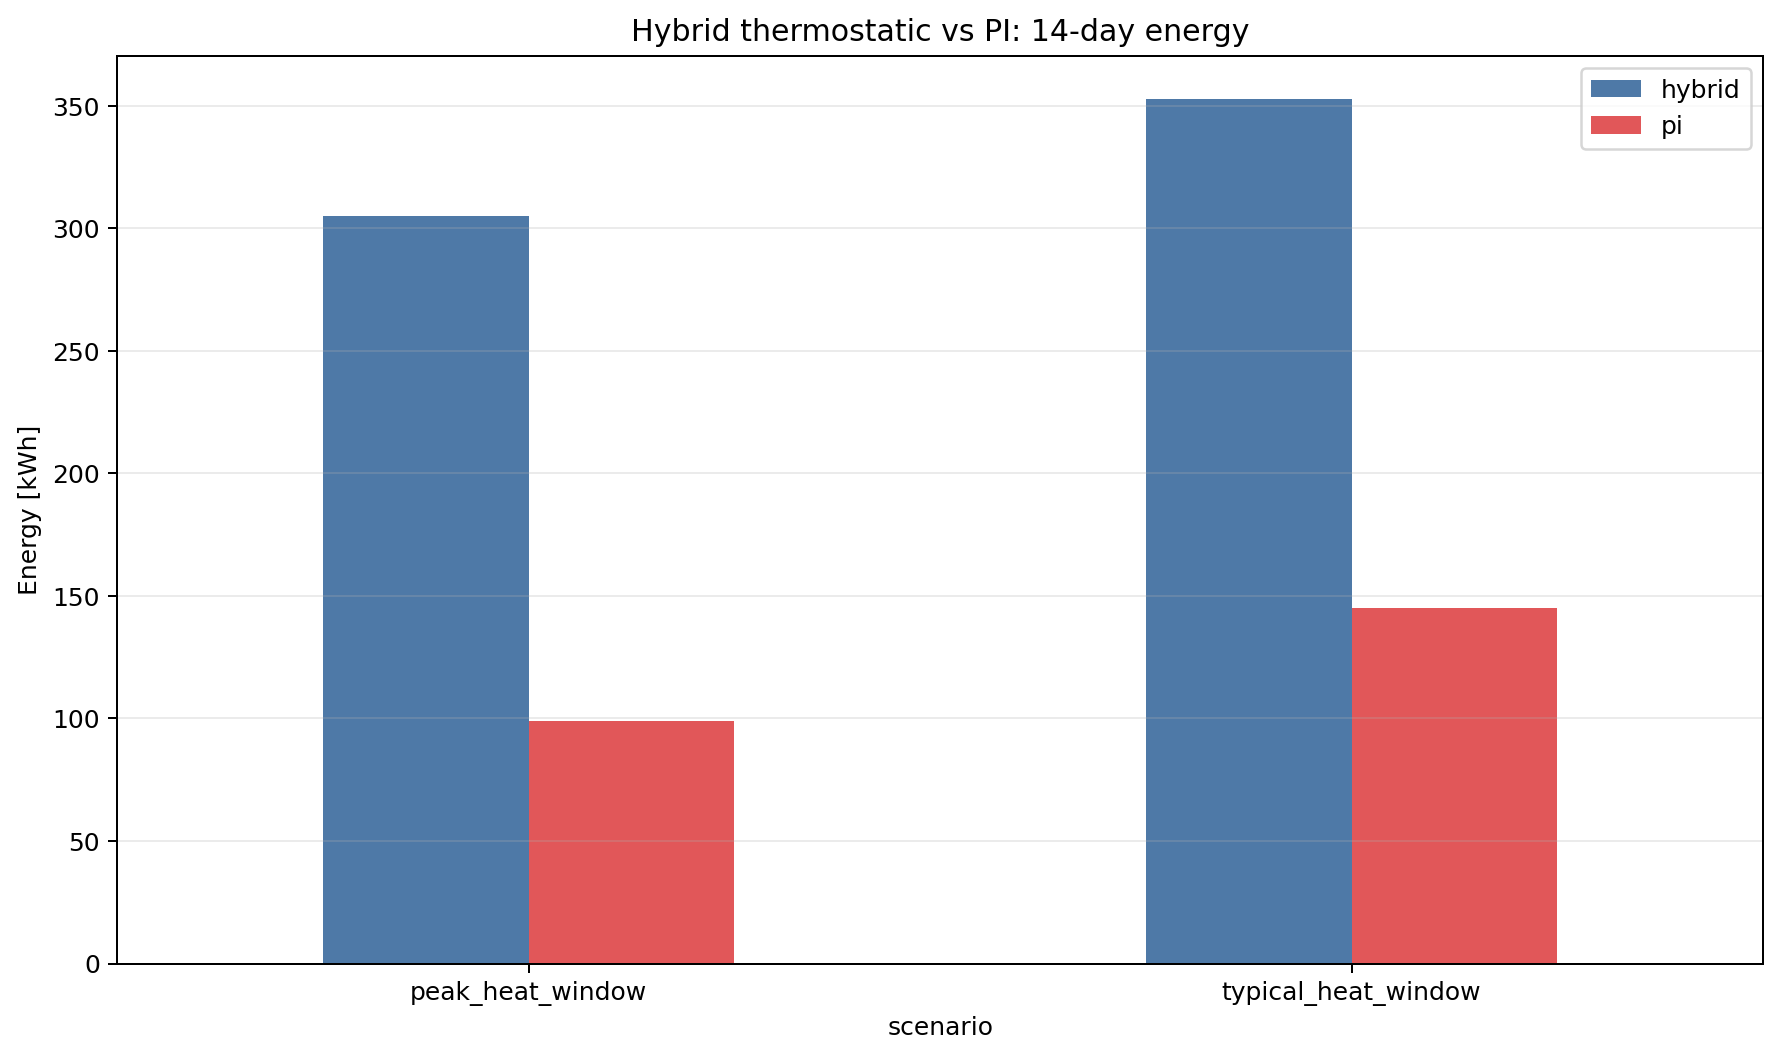 Hybrid thermostatic vs PI: 14-day energy
hybrid
pi
350
300
250
200
150
100
50
0
Energy [kWh]
peak_heat_window
typical_heat_window
scenario